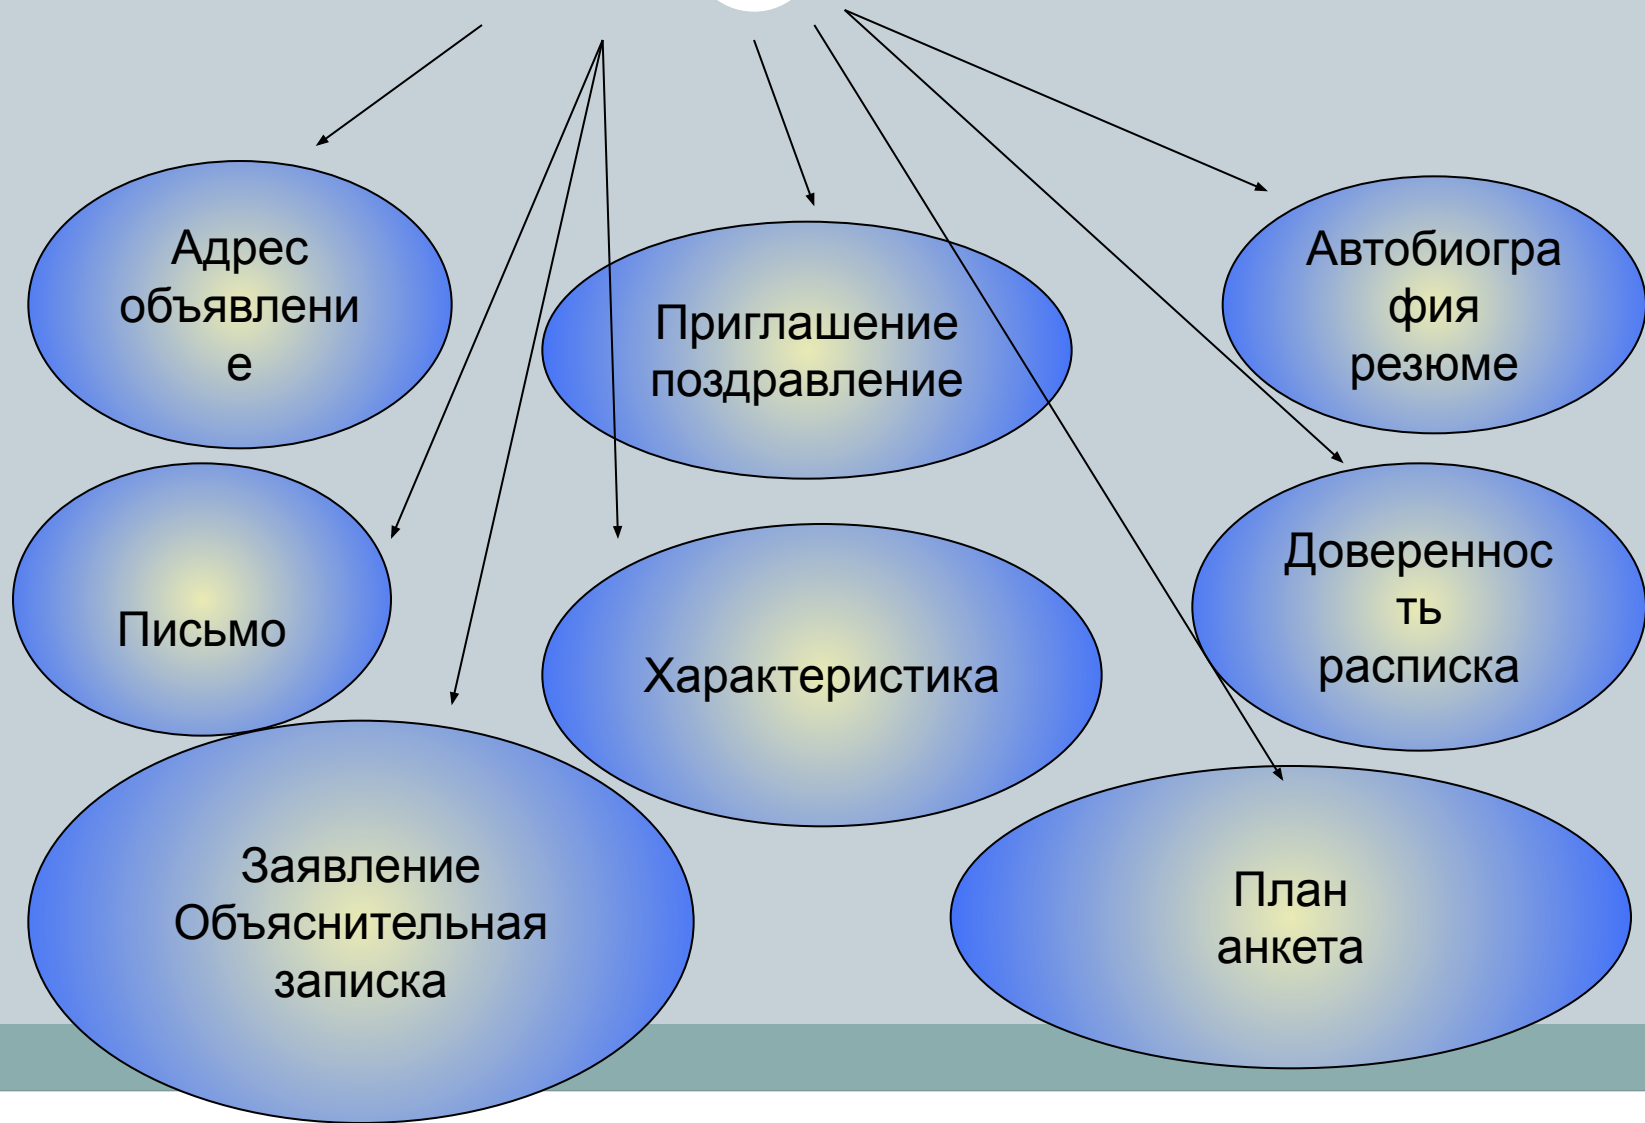 Адрес
объявлени
е
Приглашение
поздравление
Автобиогра
фия
резюме
Письмо
Характеристика
Доверенnос
ть
расписка
Заявление
Объяснительная
записка
План
анкета